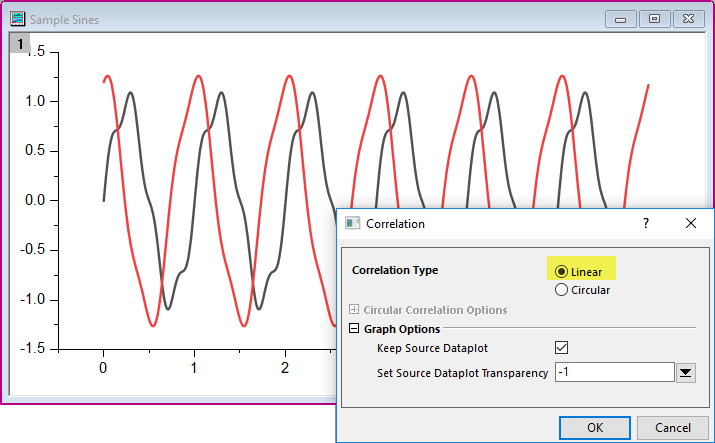 Sample Sines
1
1.5
1.0
0.5
0.0
-0.5
-1.0
-1.5
0 1 2
Correlation ?
Correlation Type
Linear
Circular
Circular Correlation Options
Graph Options
Keep Source Dataplot
Set Source Dataplot Transparency -1
OK Cancel